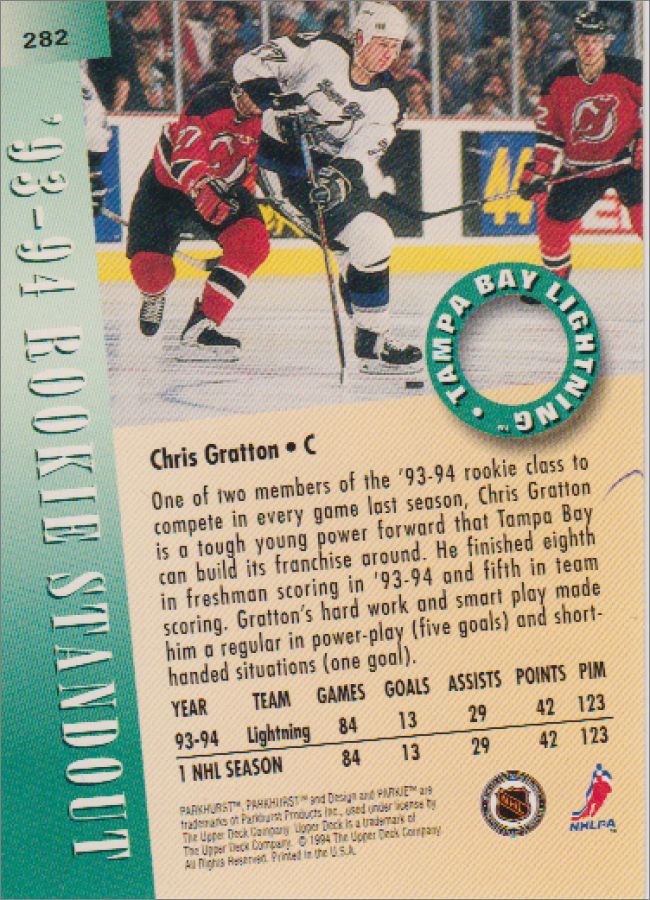 282
'93-94 ROOKIE STANDOUT
TAMPA BAY LIGHTNING™ •
Chris Gratton • C
One of two members of the '93-94 rookie class to
compete in every game last season, Chris Gratton
is a tough young power forward that Tampa Bay
can build its franchise around. He finished eighth
in freshman scoring in '93-94 and fifth in team
scoring. Gratton's hard work and smart play made
him a regular in power-play (five goals) and short-
handed situations (one goal).
YEAR TEAM GAMES GOALS ASSISTS POINTS PIM
93-94 Lightning 84 13 29 42 123
1 NHL SEASON 84 13 29 42 123
PARKHURST™, PARKHURST™ and Design and PARKIE™ are
trademarks of Parkhurst Products Inc., used under license by
The Upper Deck Company. Upper Deck is a trademark of
The Upper Deck Company. © 1994 The Upper Deck Company.
All Rights Reserved. Printed in the U.S.A.
NHL
NHLPA™